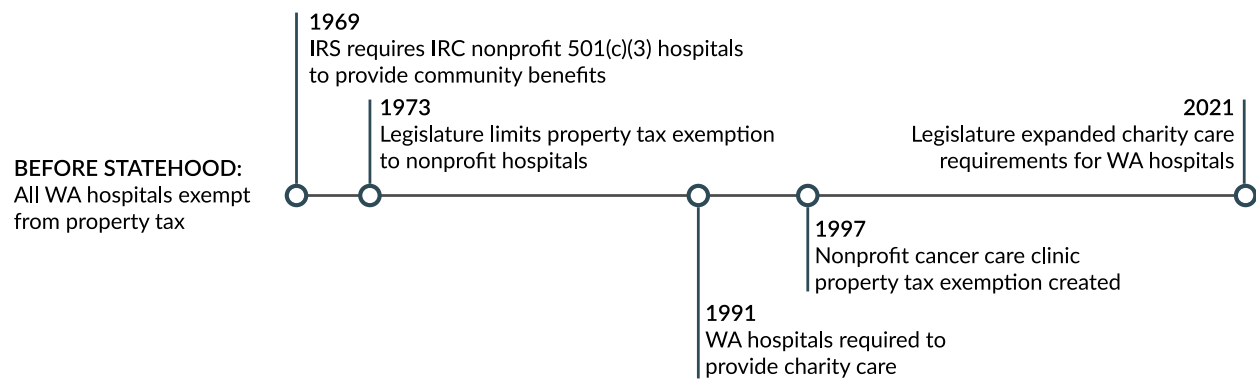 1969
IRS requires IRC nonprofit 501(c)(3) hospitals
to provide community benefits
1973
Legislature limits property tax exemption
to nonprofit hospitals
2021
Legislature expanded charity care
requirements for WA hospitals
BEFORE STATEHOOD:
All WA hospitals exempt
from property tax
1997
Nonprofit cancer care clinic
property tax exemption created
1991
WA hospitals required to
provide charity care